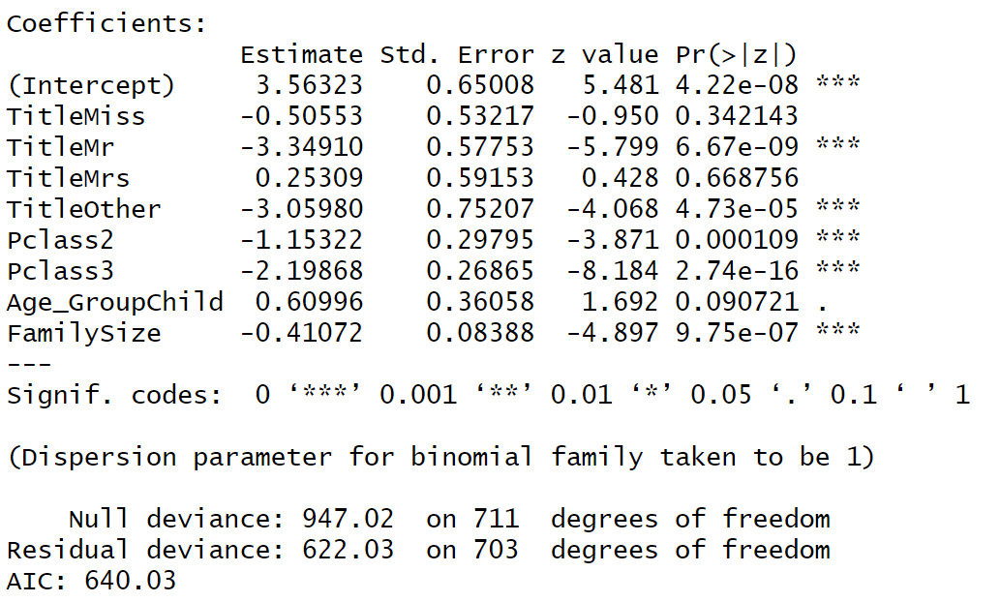 Coefficients:
               Estimate Std. Error z value Pr(>|z|)
(Intercept)     3.56323    0.65008   5.481 4.22e-08 ***
TitleMiss      -0.50553    0.53217  -0.950 0.342143
TitleMr        -3.34910    0.57753  -5.799 6.67e-09 ***
TitleMrs        0.25309    0.59153   0.428 0.668756
TitleOther     -3.05980    0.75207  -4.068 4.73e-05 ***
Pclass2        -1.15322    0.29795  -3.871 0.000109 ***
Pclass3        -2.19868    0.26865  -8.184 2.74e-16 ***
Age_GroupChild  0.60996    0.36058   1.692 0.090721 .
FamilySize     -0.41072    0.08388  -4.897 9.75e-07 ***
---
Signif. codes:  0 ‘***’ 0.001 ‘**’ 0.01 ‘*’ 0.05 ‘.’ 0.1 ‘ ’ 1

(Dispersion parameter for binomial family taken to be 1)

    Null deviance: 947.02  on 711  degrees of freedom
Residual deviance: 622.03  on 703  degrees of freedom
AIC: 640.03